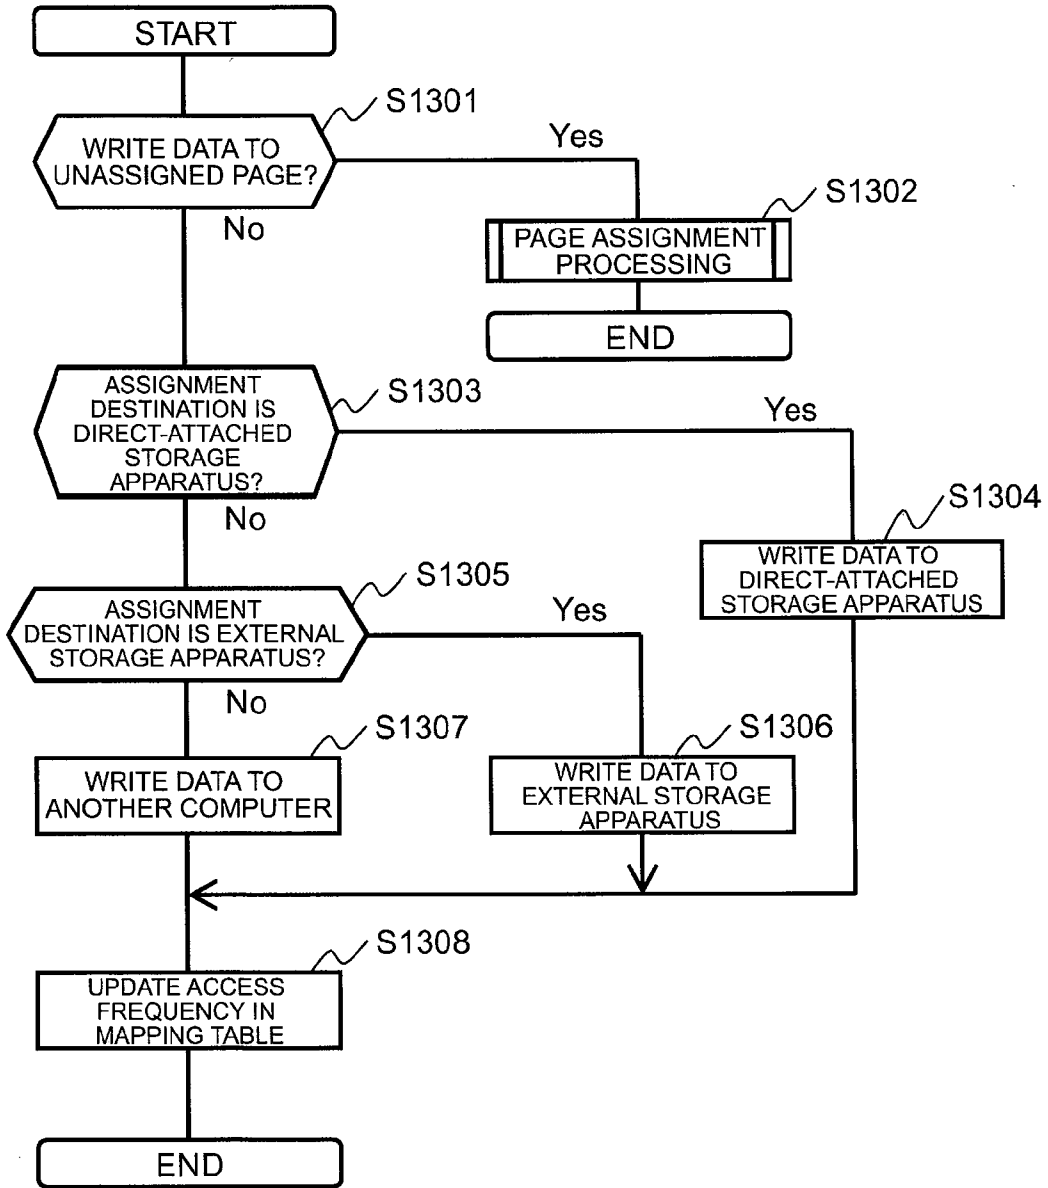 START
S1301
WRITE DATA TO
UNASSIGNED PAGE?
Yes
No
S1302
PAGE ASSIGNMENT
PROCESSING
END
S1303
ASSIGNMENT
DESTINATION IS
DIRECT-ATTACHED
STORAGE
APPARATUS?
Yes
No
S1304
WRITE DATA TO
DIRECT-ATTACHED
STORAGE APPARATUS
S1305
ASSIGNMENT
DESTINATION IS EXTERNAL
STORAGE APPARATUS?
Yes
No
S1306
WRITE DATA TO
EXTERNAL STORAGE
APPARATUS
S1307
WRITE DATA TO
ANOTHER COMPUTER
S1308
UPDATE ACCESS
FREQUENCY IN
MAPPING TABLE
END